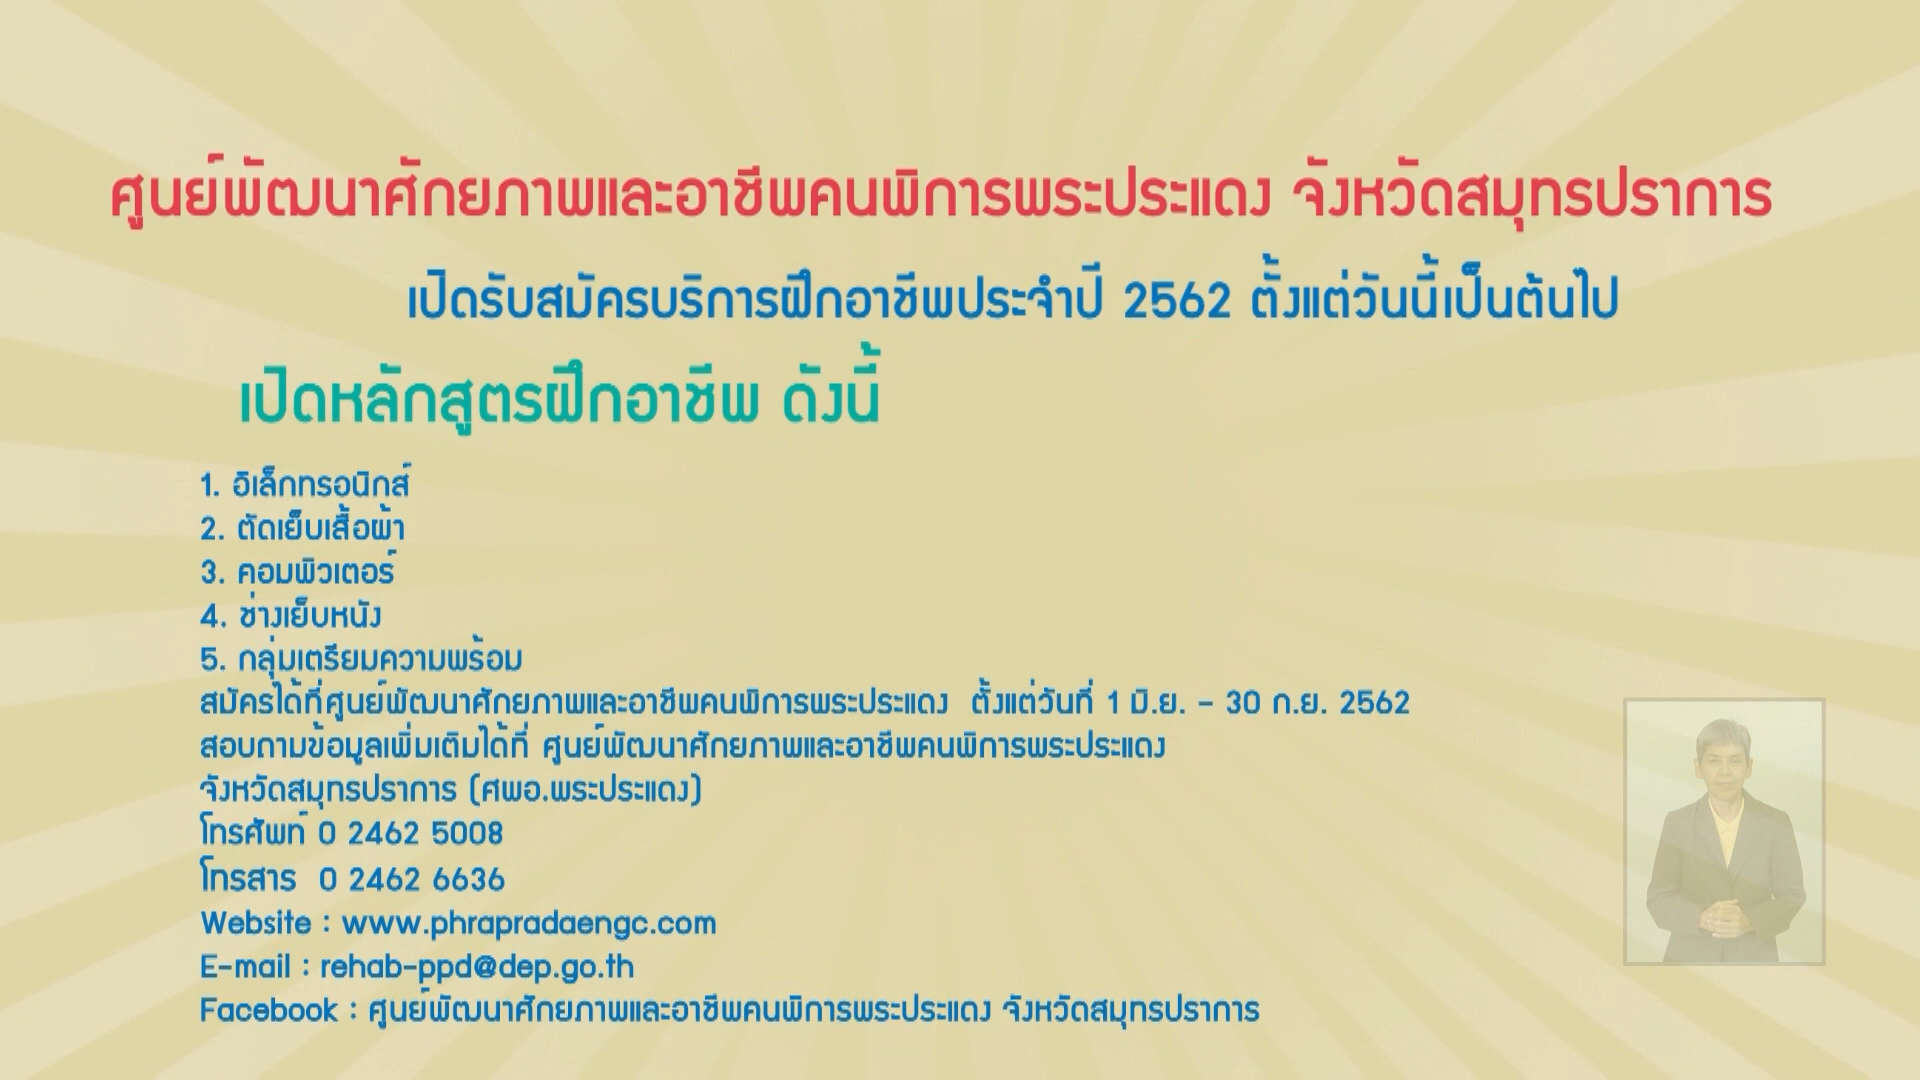 ศูนย์พัฒนาศักยภาพและอาชีพคนพิการพระประแดง จังหวัดสมุทรปราการ
เปิดรับสมัครบริการฝึกอาชีพประจำปี 2562 ตั้งแต่วันนี้เป็นต้นไป
เปิดหลักสูตรฝึกอาชีพ ดังนี้
1. อิเล็กทรอนิกส์
2. ตัดเย็บเสื้อผ้า
3. คอมพิวเตอร์
4. ช่างเย็บหนัง
5. กลุ่มเตรียมความพร้อม
สมัครได้ที่ศูนย์พัฒนาศักยภาพและอาชีพคนพิการพระประแดง ตั้งแต่วันที่ 1 มิ.ย. - 30 ก.ย. 2562
สอบถามข้อมูลเพิ่มเติมได้ที่ ศูนย์พัฒนาศักยภาพและอาชีพคนพิการพระประแดง
จังหวัดสมุทรปราการ (ศพอ.พระประแดง)
โทรศัพท์ 0 2462 5008
โทรสาร 0 2462 6636
Website : www.phrapradaengc.com
E-mail : rehab-ppd@dep.go.th
Facebook : ศูนย์พัฒนาศักยภาพและอาชีพคนพิการพระประแดง จังหวัดสมุทรปราการ